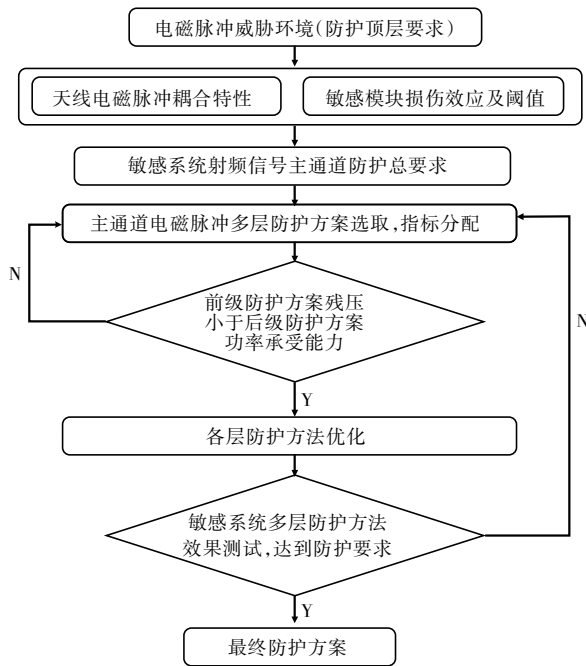 电磁脉冲威胁环境(防护顶层要求)
天线电磁脉冲耦合特性
敏感模块损伤效应及阈值
敏感系统射频信号主通道防护总要求
主通道电磁脉冲多层防护方案选取,指标分配
N
N
前级防护方案残压
小于后级防护方案
功率承受能力
Y
各层防护方法优化
敏感系统多层防护方法
效果测试,达到防护要求
Y
最终防护方案